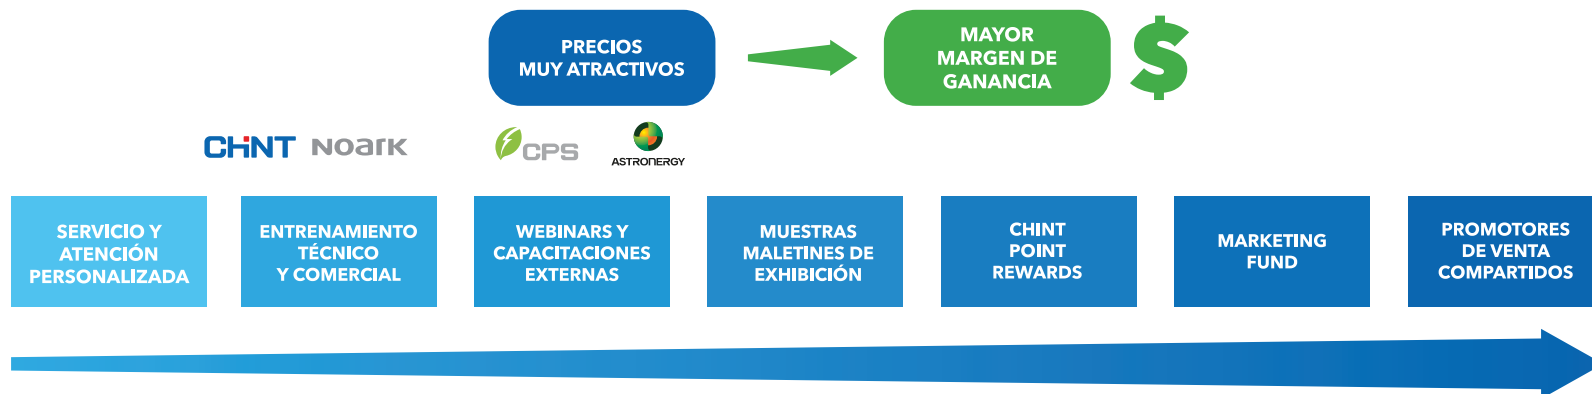 PRECIOS
MUY ATRACTIVOS
MAYOR
MARGEN DE
GANANCIA
$
CHINT
NOARK
CPS
ASTRONERGY
SERVICIO Y
ATENCIÓN
PERSONALIZADA
ENTRENAMIENTO
TÉCNICO
Y COMERCIAL
WEBINARS Y
CAPACITACIONES
EXTERNAS
MUESTRAS
MALETINES DE
EXHIBICIÓN
CHINT
POINT
REWARDS
MARKETING
FUND
PROMOTORES
DE VENTA
COMPARTIDOS